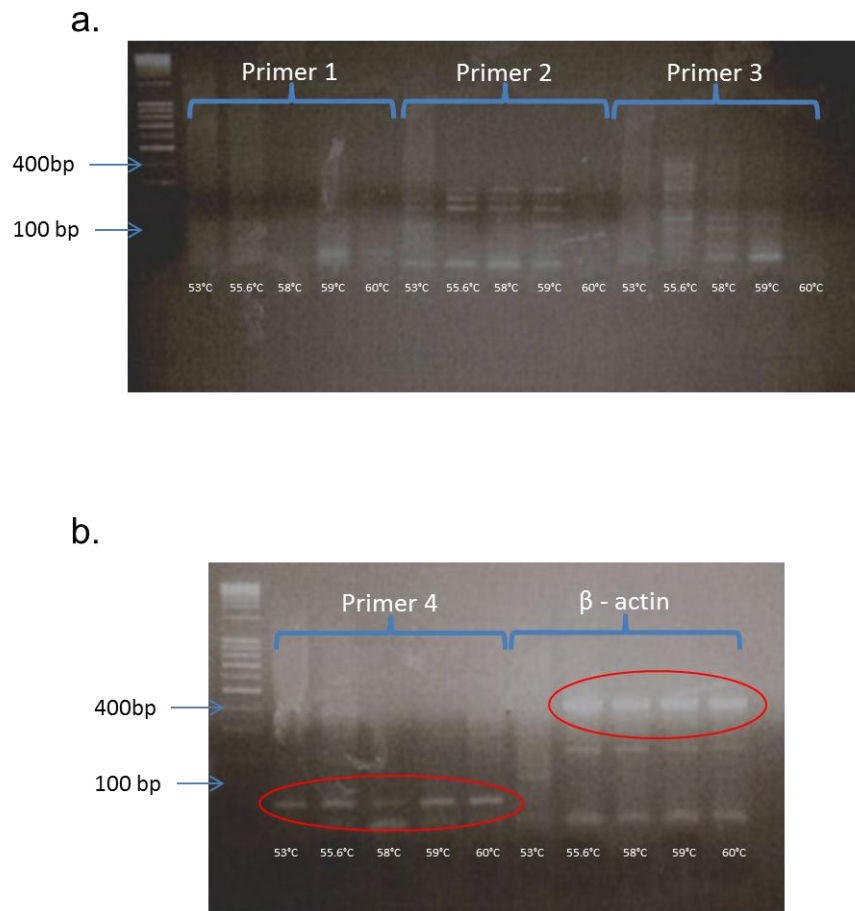 a.
Primer 1 Primer 2 Primer 3
400bp
100 bp
53°C 55.6°C 58°C 59°C 60°C 53°C 55.6°C 58°C 59°C 60°C 53°C 55.6°C 58°C 59°C 60°C
b.
Primer 4 β - actin
400bp
100 bp
53°C 55.6°C 58°C 59°C 60°C 53°C 55.6°C 58°C 59°C 60°C